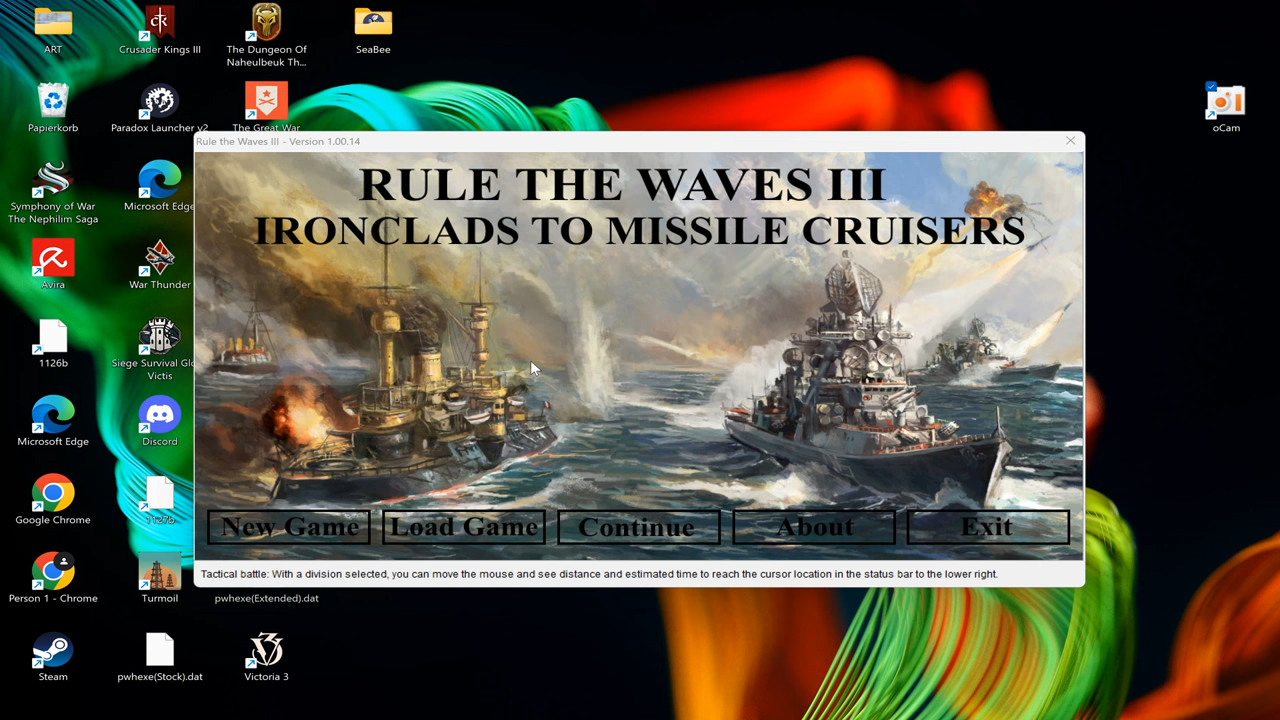 ART
Crusader Kings III
The Dungeon Of
Naheulbeuk Th...
SeaBee
Papierkorb
Paradox Launcher v2
The Great War
oCam
Rule the Waves III - Version 1.00.14
RULE THE WAVES III
IRONCLADS TO MISSILE CRUISERS
Symphony of War
The Nephilim Saga
Microsoft Edge
Avira
War Thunder
1126b
Siege Survival Glo
Victis
Microsoft Edge
Discord
Google Chrome
1127b
New Game
Load Game
Continue
About
Exit
Tactical battle: With a division selected, you can move the mouse and see distance and estimated time to reach the cursor location in the status bar to the lower right.
Person 1 - Chrome
Turmoil
pwhexe(Extended).dat
Steam
pwhexe(Stock).dat
Victoria 3